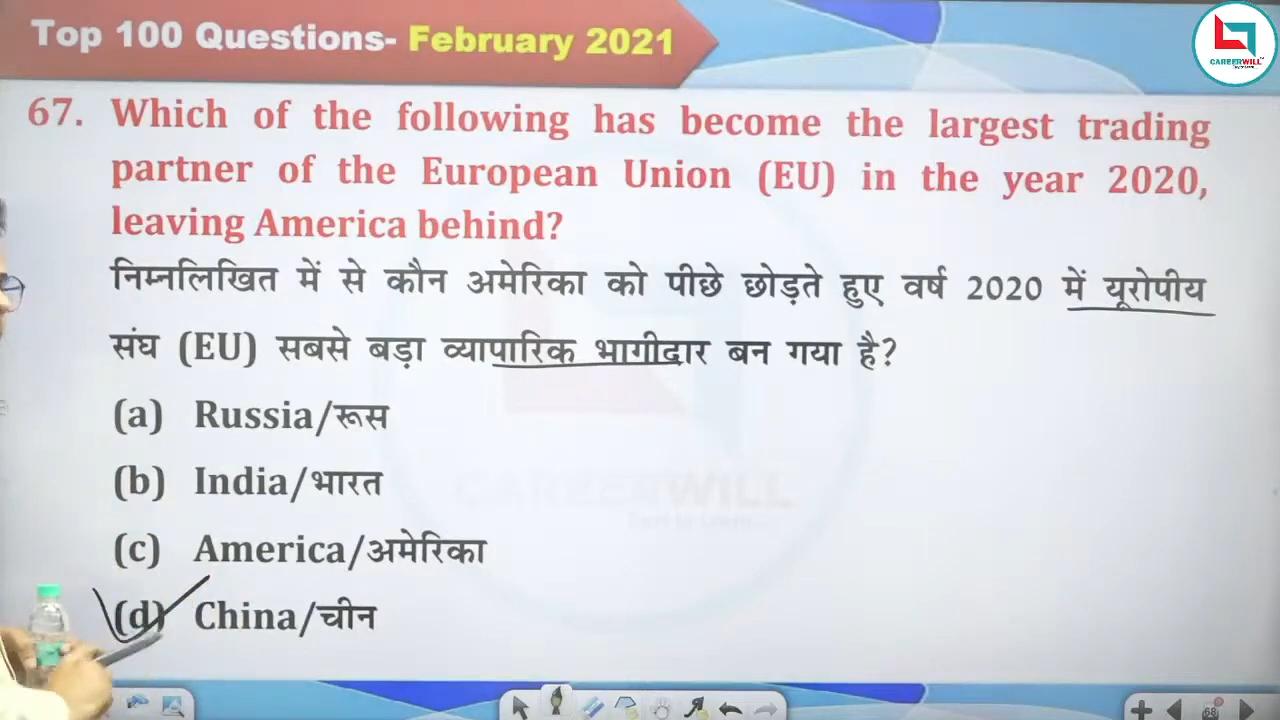 Top 100 Questions- February 2021
CAREERWILL
67. Which of the following has become the largest trading
partner of the European Union (EU) in the year 2020,
leaving America behind?
निम्नलिखित में से कौन अमेरिका को पीछे छोड़ते हुए वर्ष 2020 में यूरोपीय
संघ (EU) सबसे बड़ा व्यापारिक भागीदार बन गया है?
(a) Russia/रूस
(b) India/भारत
CAREERWILL
(c) America/अमेरिका
(d) China/चीन
68